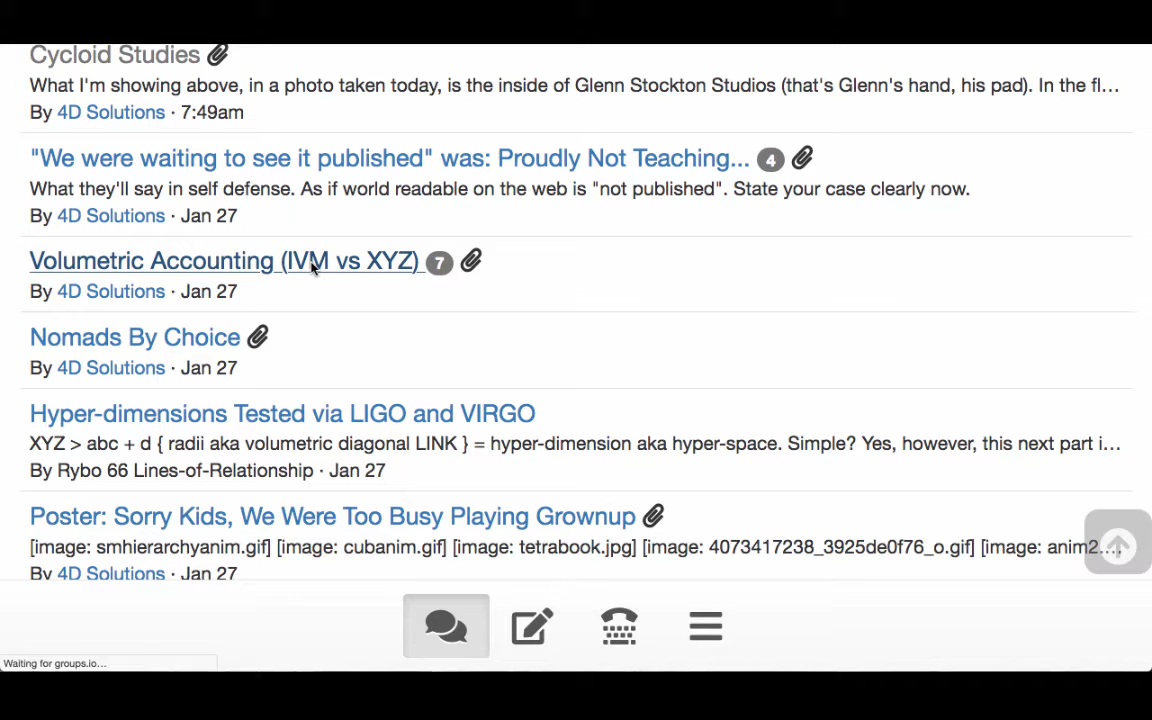 Cycloid Studies
What I'm showing above, in a photo taken today, is the inside of Glenn Stockton Studios (that's Glenn's hand, his pad). In the fl...
By 4D Solutions · 7:49am
"We were waiting to see it published" was: Proudly Not Teaching... 4
What they'll say in self defense. As if world readable on the web is "not published". State your case clearly now.
By 4D Solutions · Jan 27
Volumetric Accounting (IVM vs XYZ) 7
By 4D Solutions · Jan 27
Nomads By Choice
By 4D Solutions · Jan 27
Hyper-dimensions Tested via LIGO and VIRGO
XYZ > abc + d { radii aka volumetric diagonal LINK } = hyper-dimension aka hyper-space. Simple? Yes, however, this next part i...
By Rybo 66 Lines-of-Relationship · Jan 27
Poster: Sorry Kids, We Were Too Busy Playing Grownup
[image: smhierarchyanim.gif] [image: cubanim.gif] [image: tetrabook.jpg] [image: 4073417238_3925de0f76_o.gif] [image: anim2....
By 4D Solutions · Jan 27
Waiting for groups.io...